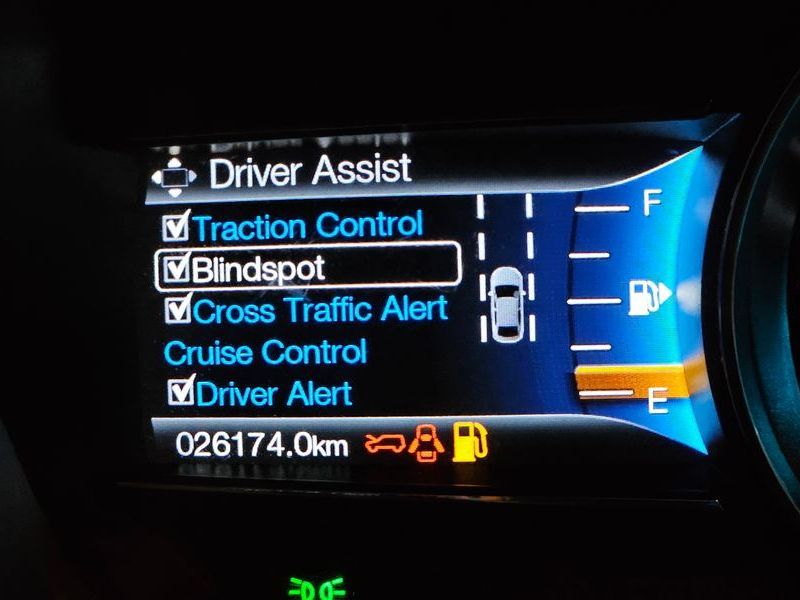 Driver Assist
Traction Control
Blindspot
Cross Traffic Alert
Cruise Control
Driver Alert
026174.0km
F
E